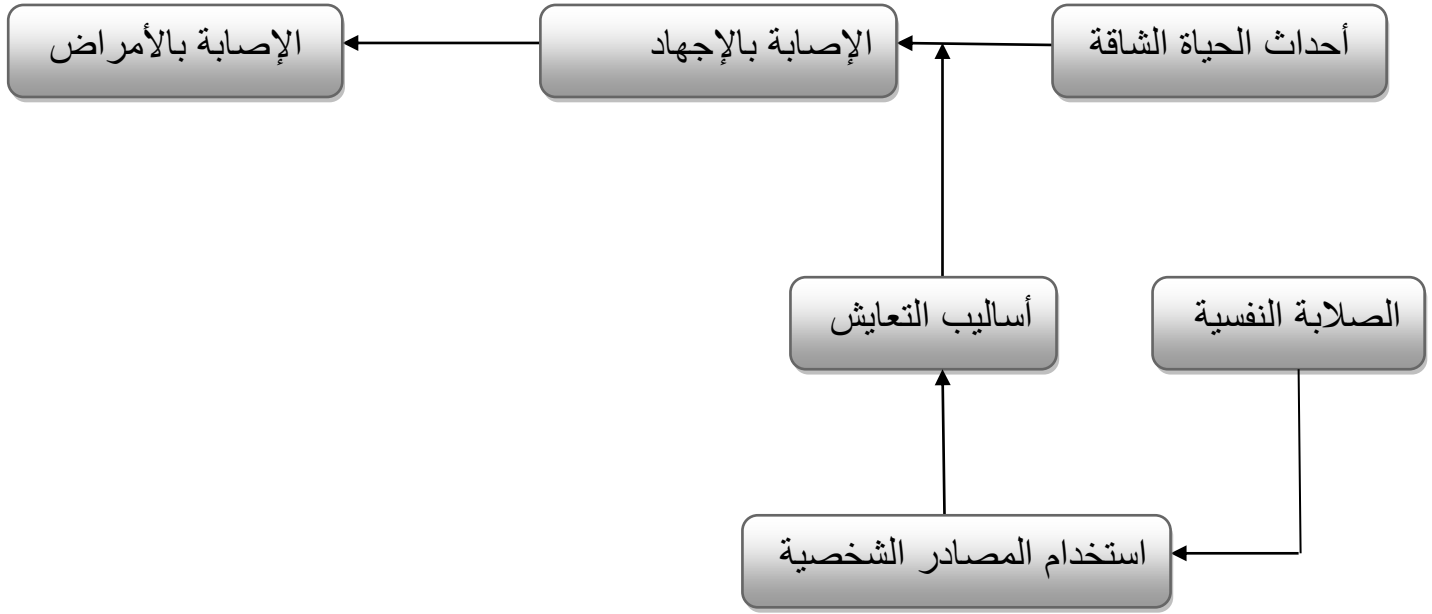 أحداث الحياة الشاقة
الإصابة بالإجهاد
الإصابة بالأمراض
الصلابة النفسية
أساليب التعايش
استخدام المصادر الشخصية